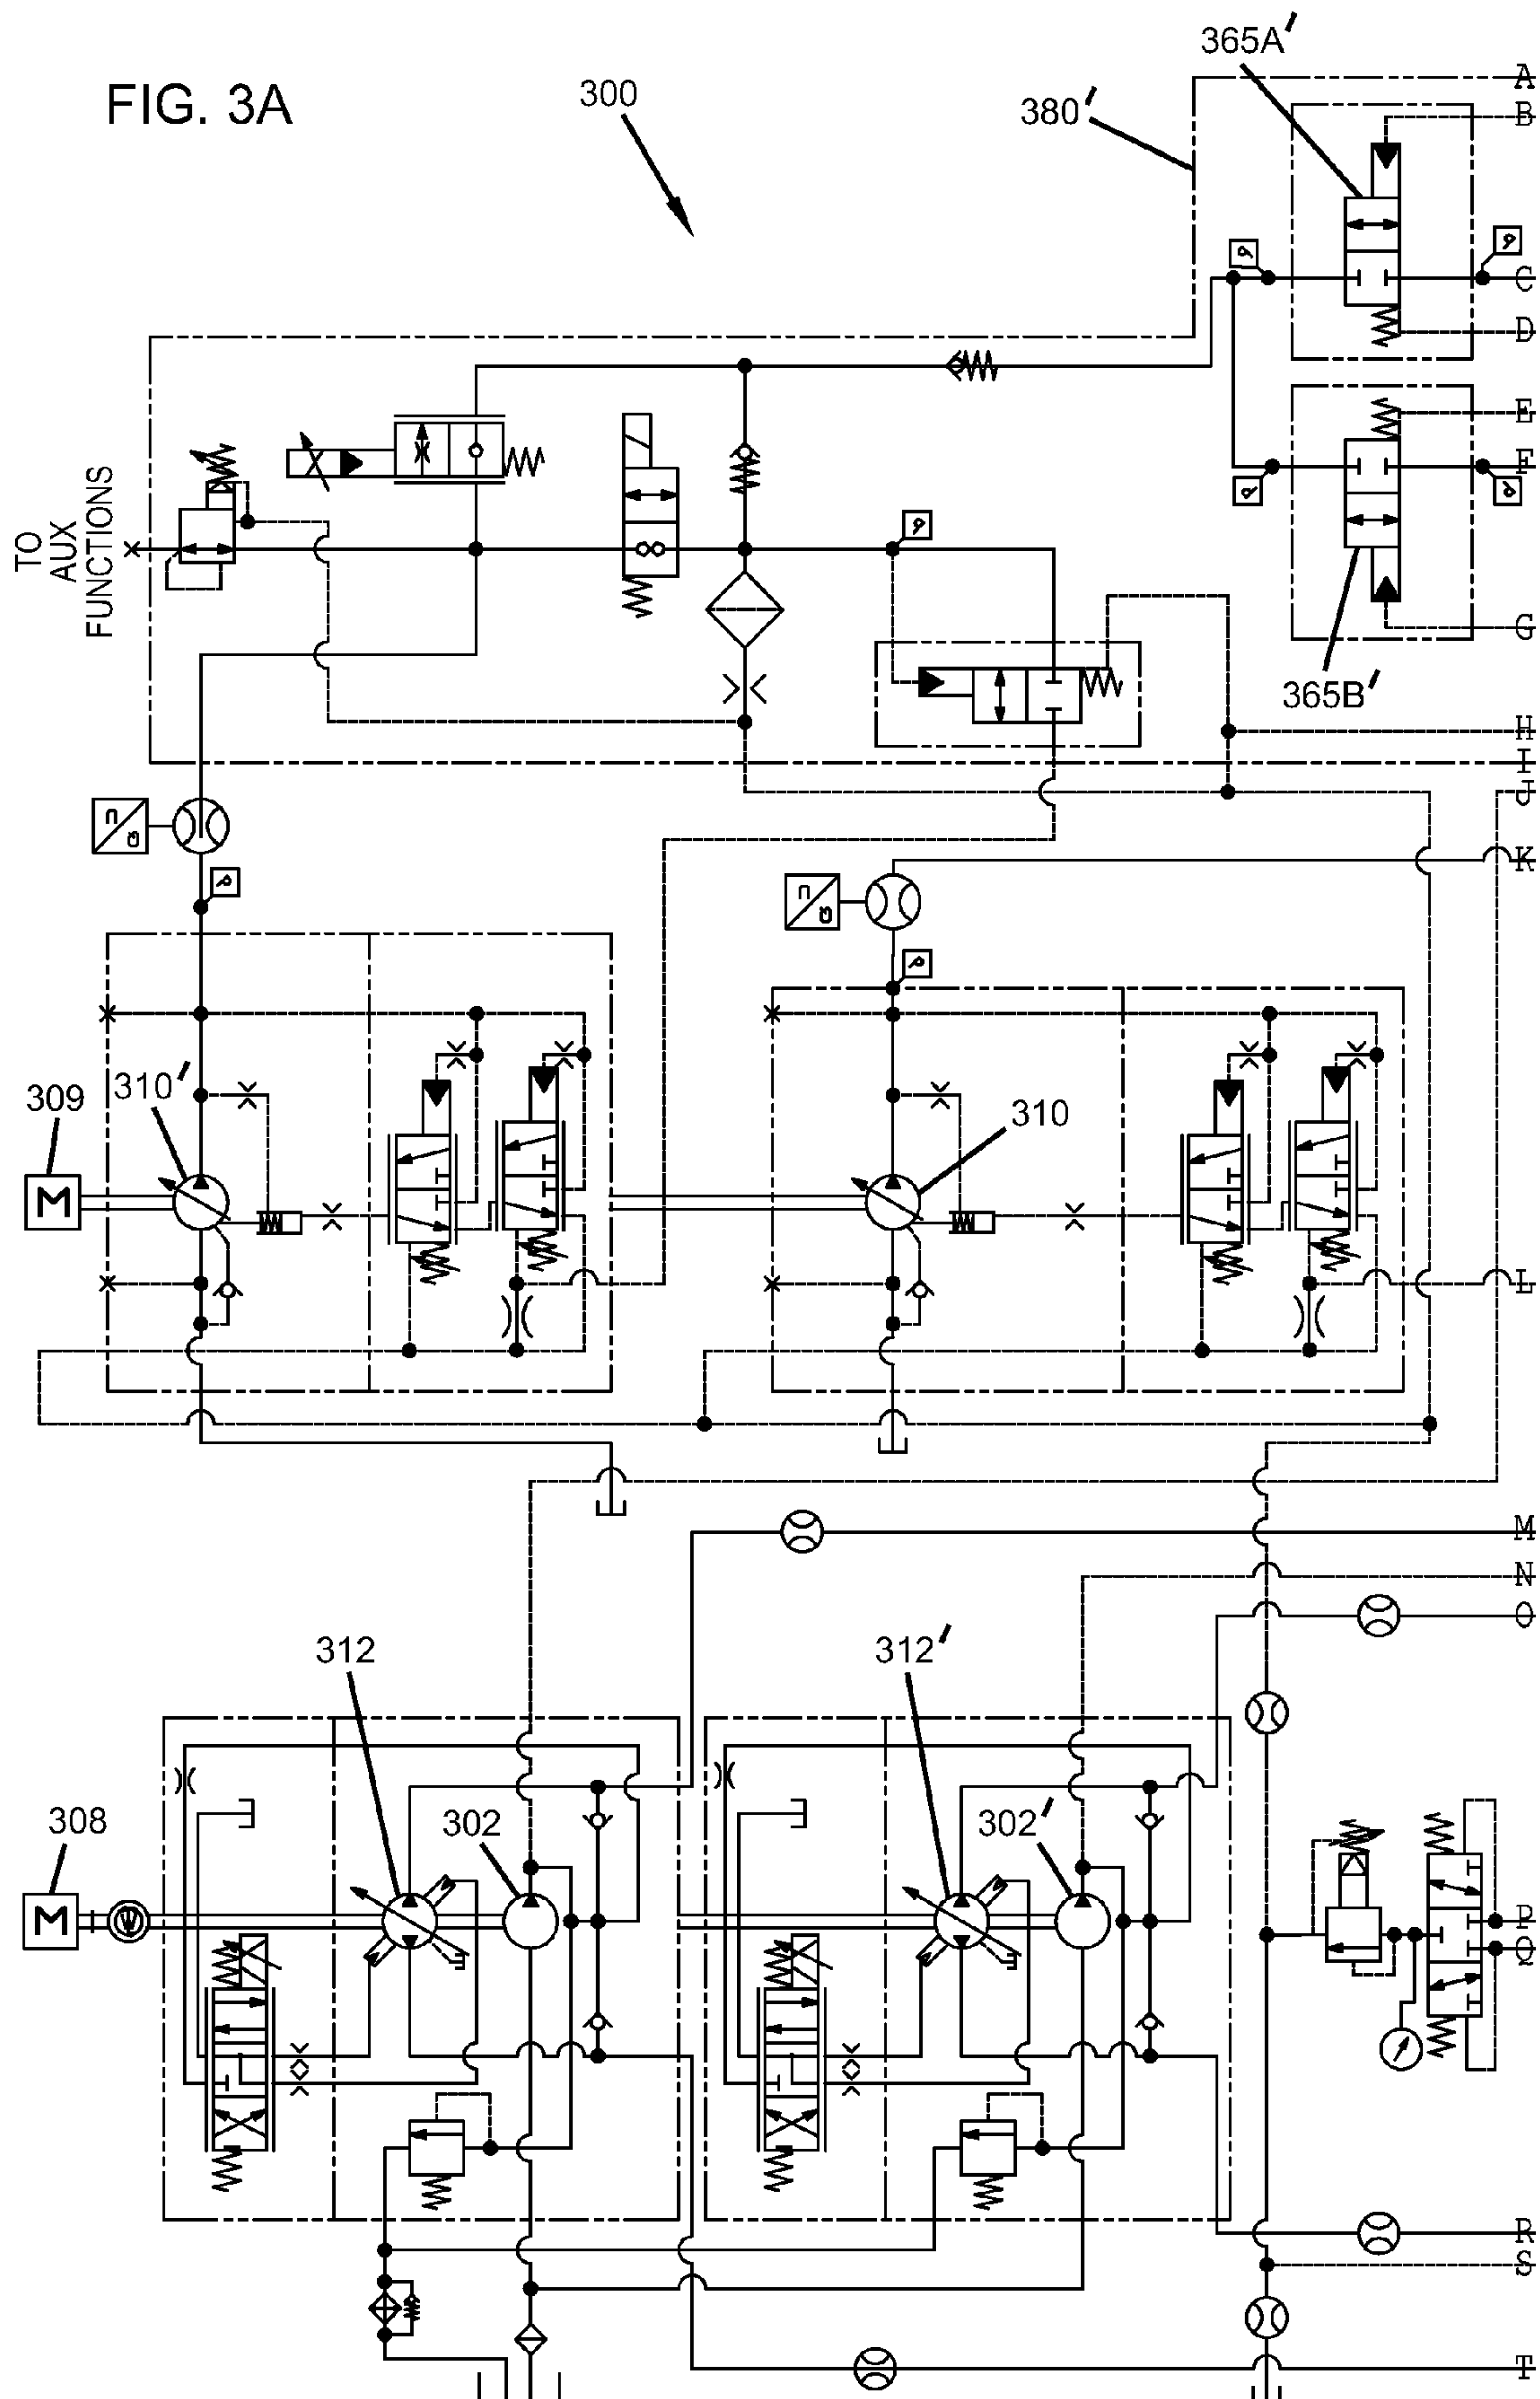 FIG. 3A
300
365A′
380′
A
B
C
D
E
F
365B′
G
H
I
J
K
L
TO
AUX
FUNCTIONS
P
P
P
P
P
P
n
Q
n
Q
P
P
309
M
310′
310
M
N
O
312
312′
302
302′
308
M
W
P
Q
R
S
T